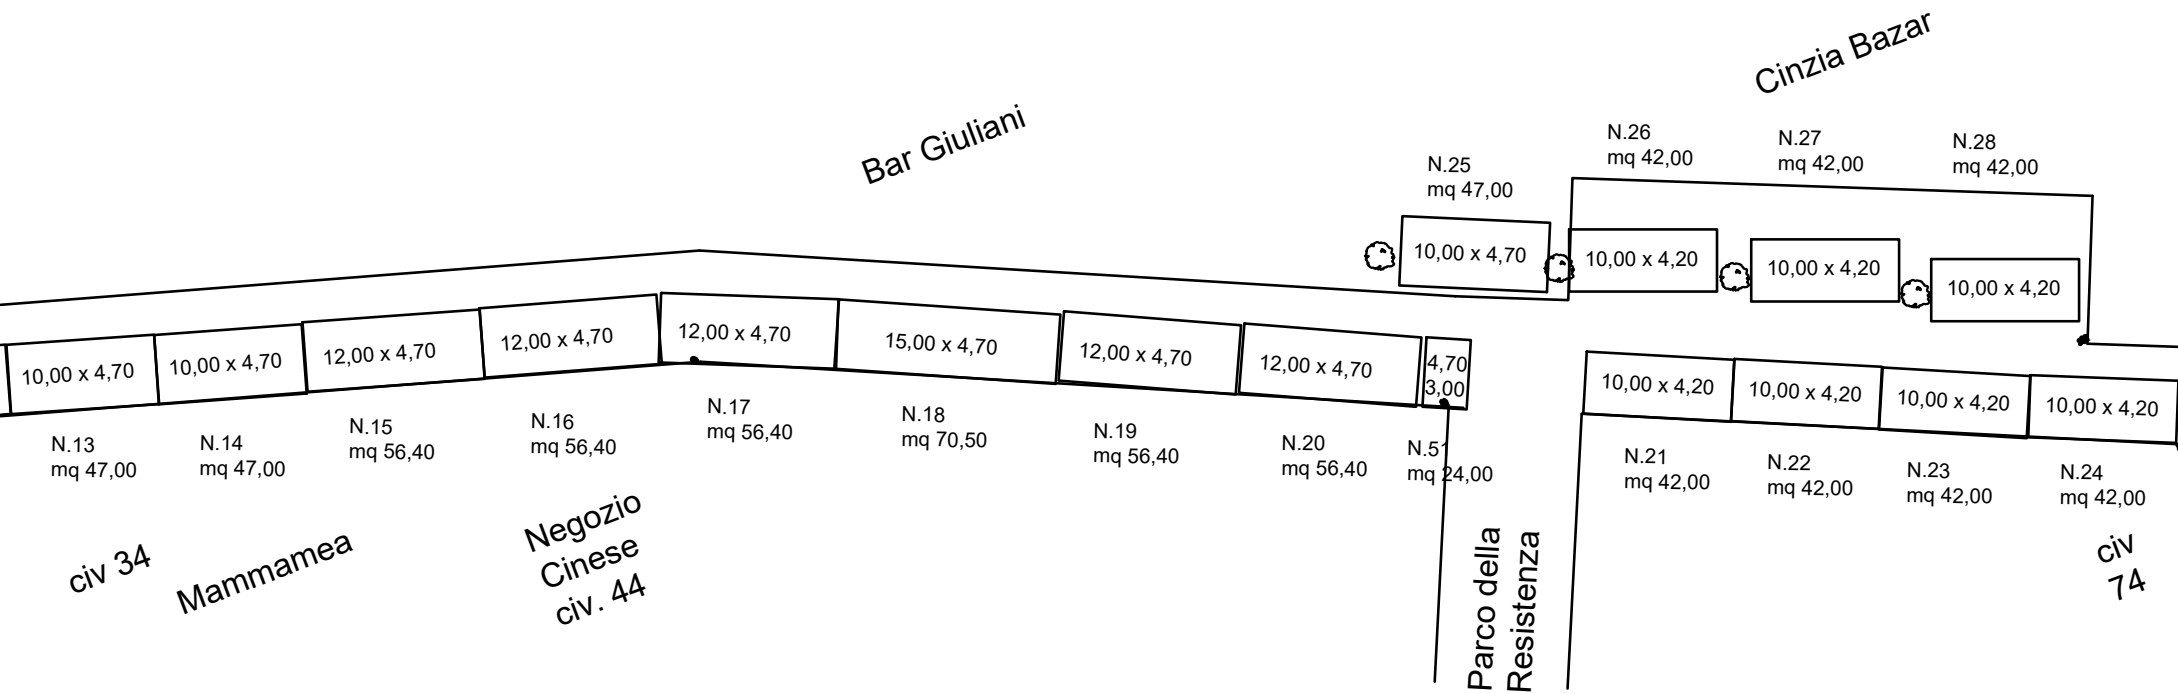 Cinzia Bazar
Bar Giuliani
N.25
mq 47,00
N.26
mq 42,00
N.27
mq 42,00
N.28
mq 42,00
10,00 x 4,70
10,00 x 4,20
10,00 x 4,20
10,00 x 4,20
10,00 x 4,70
10,00 x 4,70
12,00 x 4,70
12,00 x 4,70
12,00 x 4,70
15,00 x 4,70
12,00 x 4,70
12,00 x 4,70
4,70
3,00
10,00 x 4,20
10,00 x 4,20
10,00 x 4,20
10,00 x 4,20
N.13
mq 47,00
N.14
mq 47,00
N.15
mq 56,40
N.16
mq 56,40
N.17
mq 56,40
N.18
mq 70,50
N.19
mq 56,40
N.20
mq 56,40
N.51
mq 24,00
N.21
mq 42,00
N.22
mq 42,00
N.23
mq 42,00
N.24
mq 42,00
civ 34
Mammamea
Negozio
Cinese
civ. 44
Parco della
Resistenza
civ
74